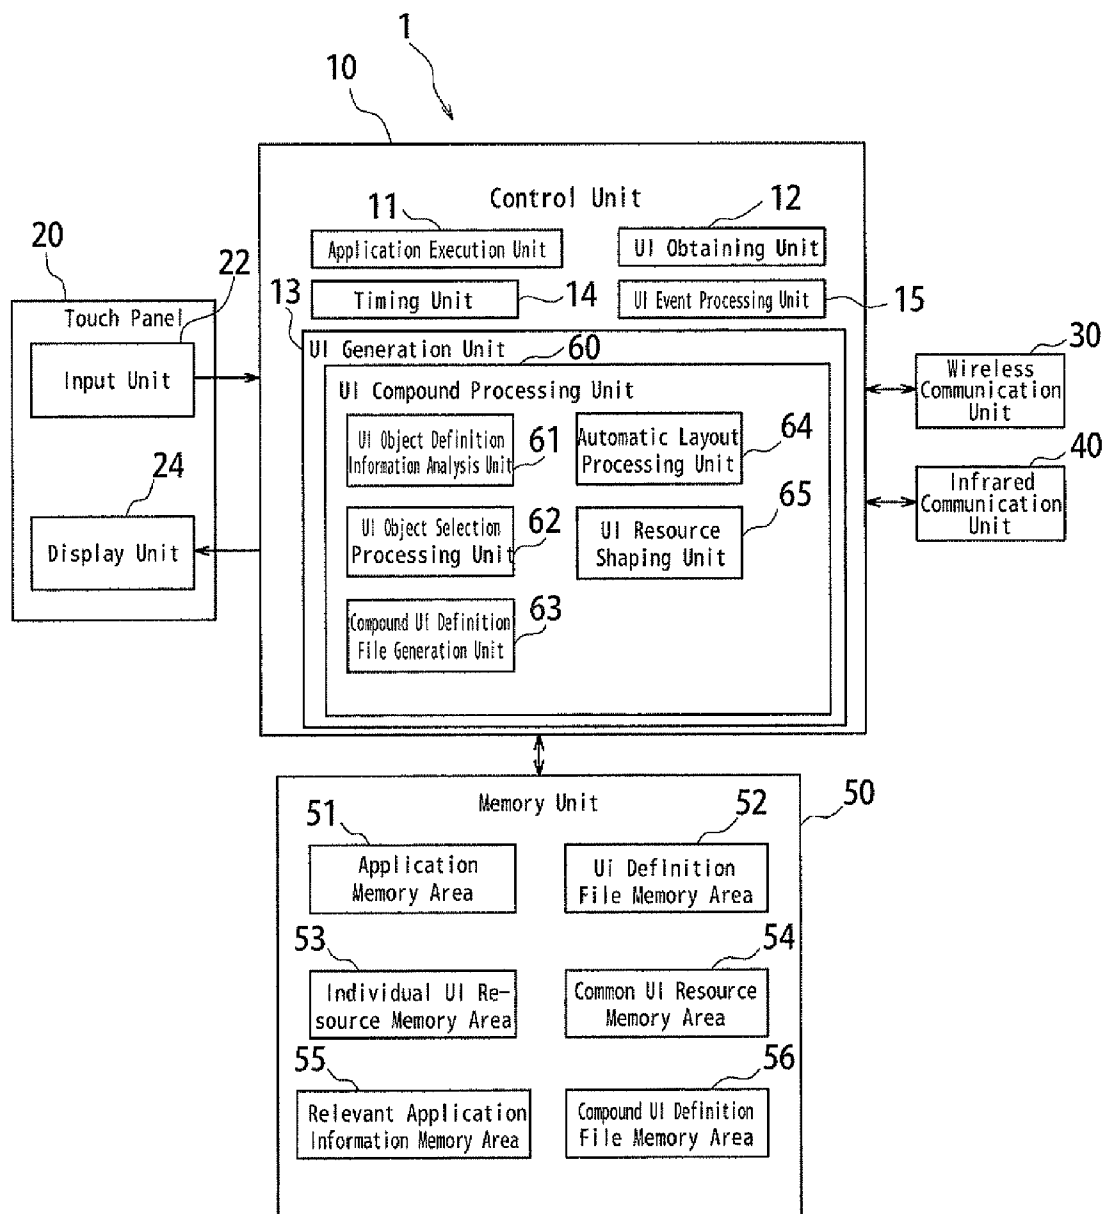 1
10
Control Unit
11
12
Application Execution Unit
UI Obtaining Unit
20
22
13
Timing Unit
14
UI Event Processing Unit
15
Touch Panel
Input Unit
UI Generation Unit
60
30
UI Compound Processing Unit
Wireless
Communication
Unit
UI Object Definition
Information Analysis Unit
61
Automatic Layout
Processing Unit
64
24
40
Infrared
Communication
Unit
Display Unit
UI Object Selection
Processing Unit
62
UI Resource
Shaping Unit
65
Compound UI Definition
File Generation Unit
63
Memory Unit
50
51
52
Application
Memory Area
Ui Definition
File Memory Area
53
54
Individual UI Re-
source Memory Area
Common UI Resource
Memory Area
55
56
Relevant Application
Information Memory Area
Compound UI Definition
File Memory Area